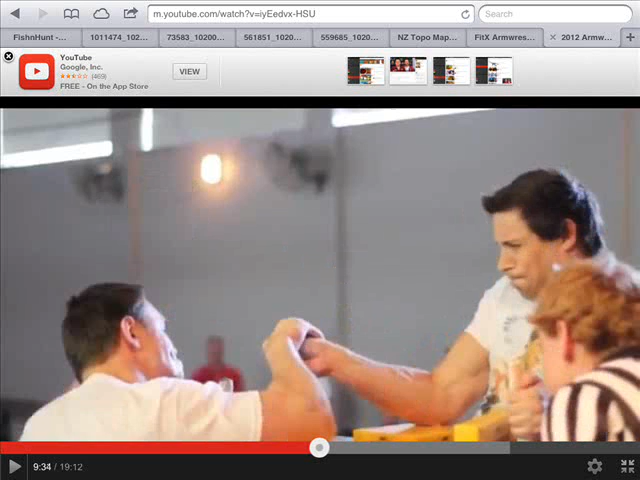 m.youtube.com/watch?v=iyEedvx-HSU
Search
FishnHunt -...
1011474_102...
73583_10200...
561851_1020...
559685_1020...
NZ Topo Map...
FitX Armwres...
2012 Armw...
YouTube
Google, Inc.
(469)
FREE - On the App Store
VIEW
9:34 / 19:12